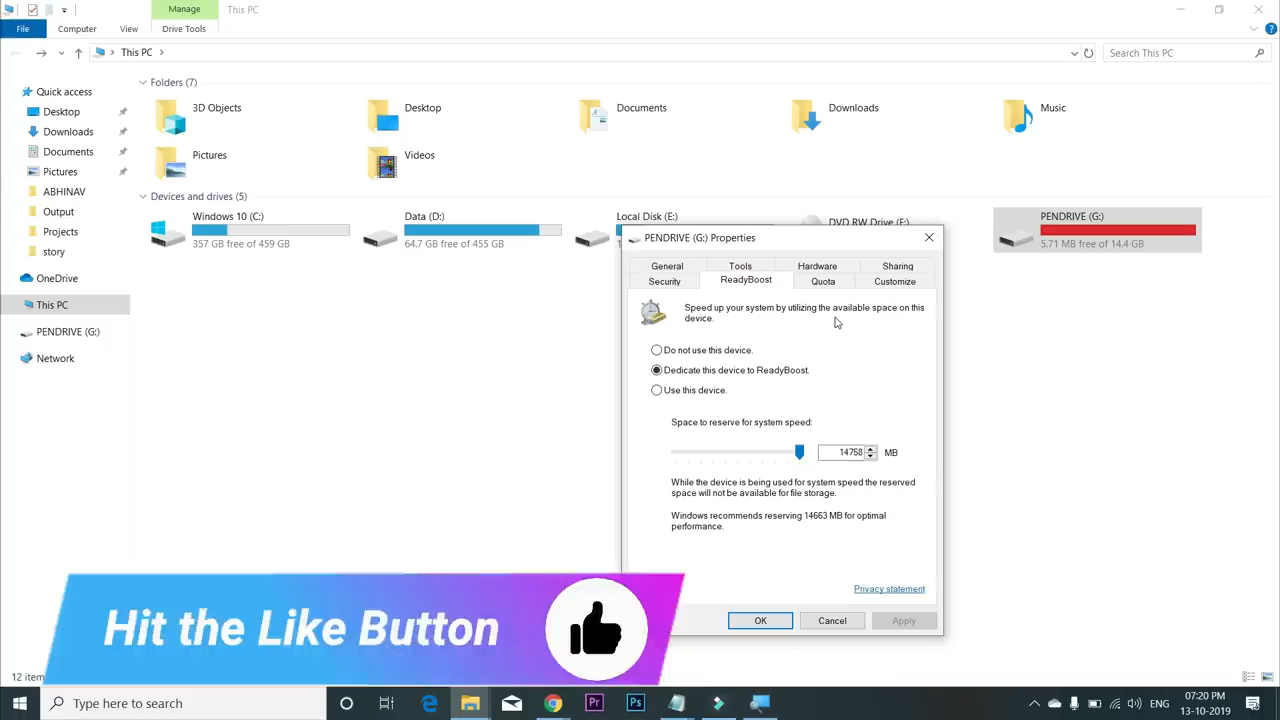 Manage
This PC
File
Computer
View
Drive Tools
This PC
Search This PC
Quick access
Desktop
Downloads
Documents
Pictures
ABHINAV
Output
Projects
story
OneDrive
This PC
PENDRIVE (G:)
Network
Folders (7)
3D Objects
Desktop
Documents
Downloads
Music
Pictures
Videos
Devices and drives (5)
Windows 10 (C:)
357 GB free of 459 GB
Data (D:)
64.7 GB free of 455 GB
Local Disk (E:)
DVD RW Drive (F:)
PENDRIVE (G:)
5.71 MB free of 14.4 GB
PENDRIVE (G:) Properties
General
Tools
Hardware
Sharing
Security
ReadyBoost
Quota
Customize
Speed up your system by utilizing the available space on this
device.
Do not use this device.
Dedicate this device to ReadyBoost.
Use this device.
Space to reserve for system speed:
14758 MB
While the device is being used for system speed the reserved
space will not be available for file storage.
Windows recommends reserving 14663 MB for optimal
performance.
Privacy statement
OK
Cancel
Apply
Hit the Like Button
12
Type here to search
Pr
Ps
ENG
07:20 PM
13-10-2019